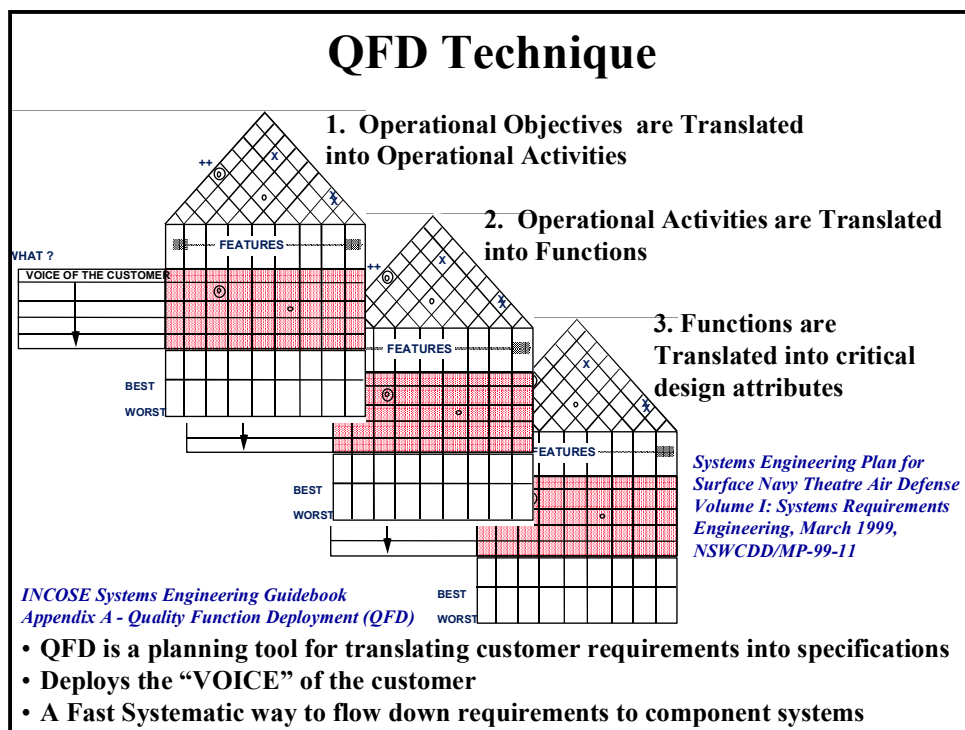 QFD Technique
1. Operational Objectives are Translated
into Operational Activities
++
X
X
X
FEATURES
WHAT ?
VOICE OF THE CUSTOMER
BEST
WORST
2. Operational Activities are Translated
into Functions
++
X
X
X
FEATURES
BEST
WORST
3. Functions are
Translated into critical
design attributes
X
X
X
FEATURES
BEST
WORST
Systems Engineering Plan for
Surface Navy Theatre Air Defense
Volume I: Systems Requirements
Engineering, March 1999,
NSWCDD/MP-99-11
INCOSE Systems Engineering Guidebook
Appendix A - Quality Function Deployment (QFD)
• QFD is a planning tool for translating customer requirements into specifications
• Deploys the “VOICE” of the customer
• A Fast Systematic way to flow down requirements to component systems